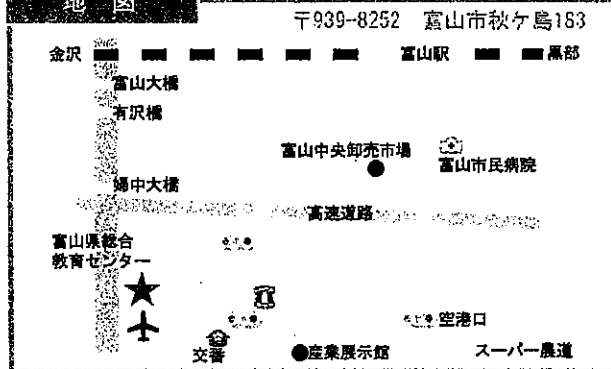 地 図
〒939-8252 富山市秋ケ島183
金沢 富山駅 黒部
富山大橋
有沢橋
富山中央卸売市場
富山市民病院
婦中大橋
高速道路
富山県総合
教育センター
空港口
交番
産業展示館
スーパー農道